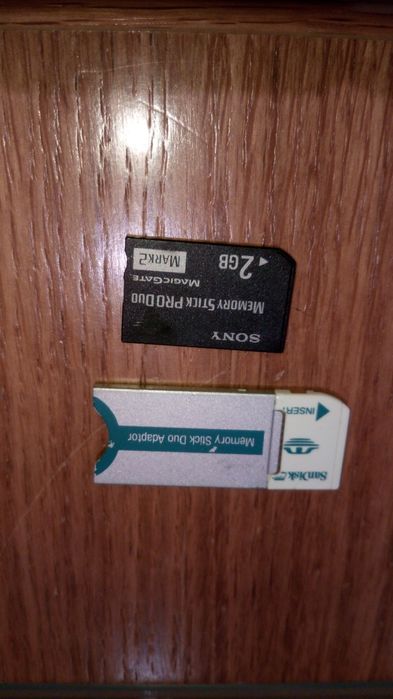 SONY
MEMORY STICK PRO DUO
MAGICGATE
MARK2
2GB
SanDisk
INSERT
Memory Stick Duo Adaptor